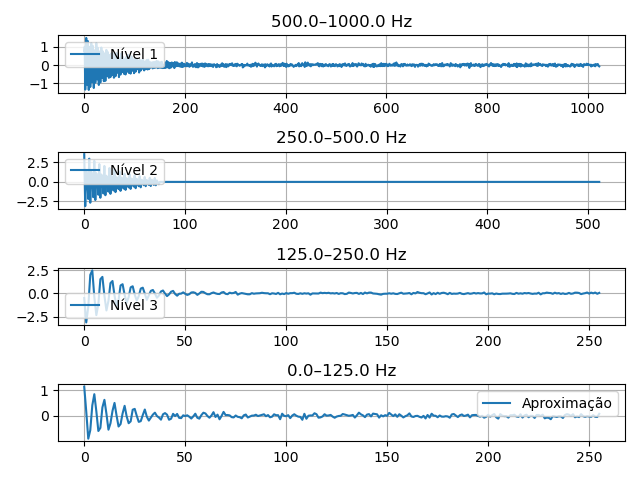 500.0–1000.0 Hz
1
0
−1
Nível 1
0 200 400 600 800 1000
250.0–500.0 Hz
2.5
0.0
−2.5
Nível 2
0 100 200 300 400 500
125.0–250.0 Hz
2.5
0.0
−2.5
Nível 3
0 50 100 150 200 250
0.0–125.0 Hz
1
0
Aproximação
0 50 100 150 200 250